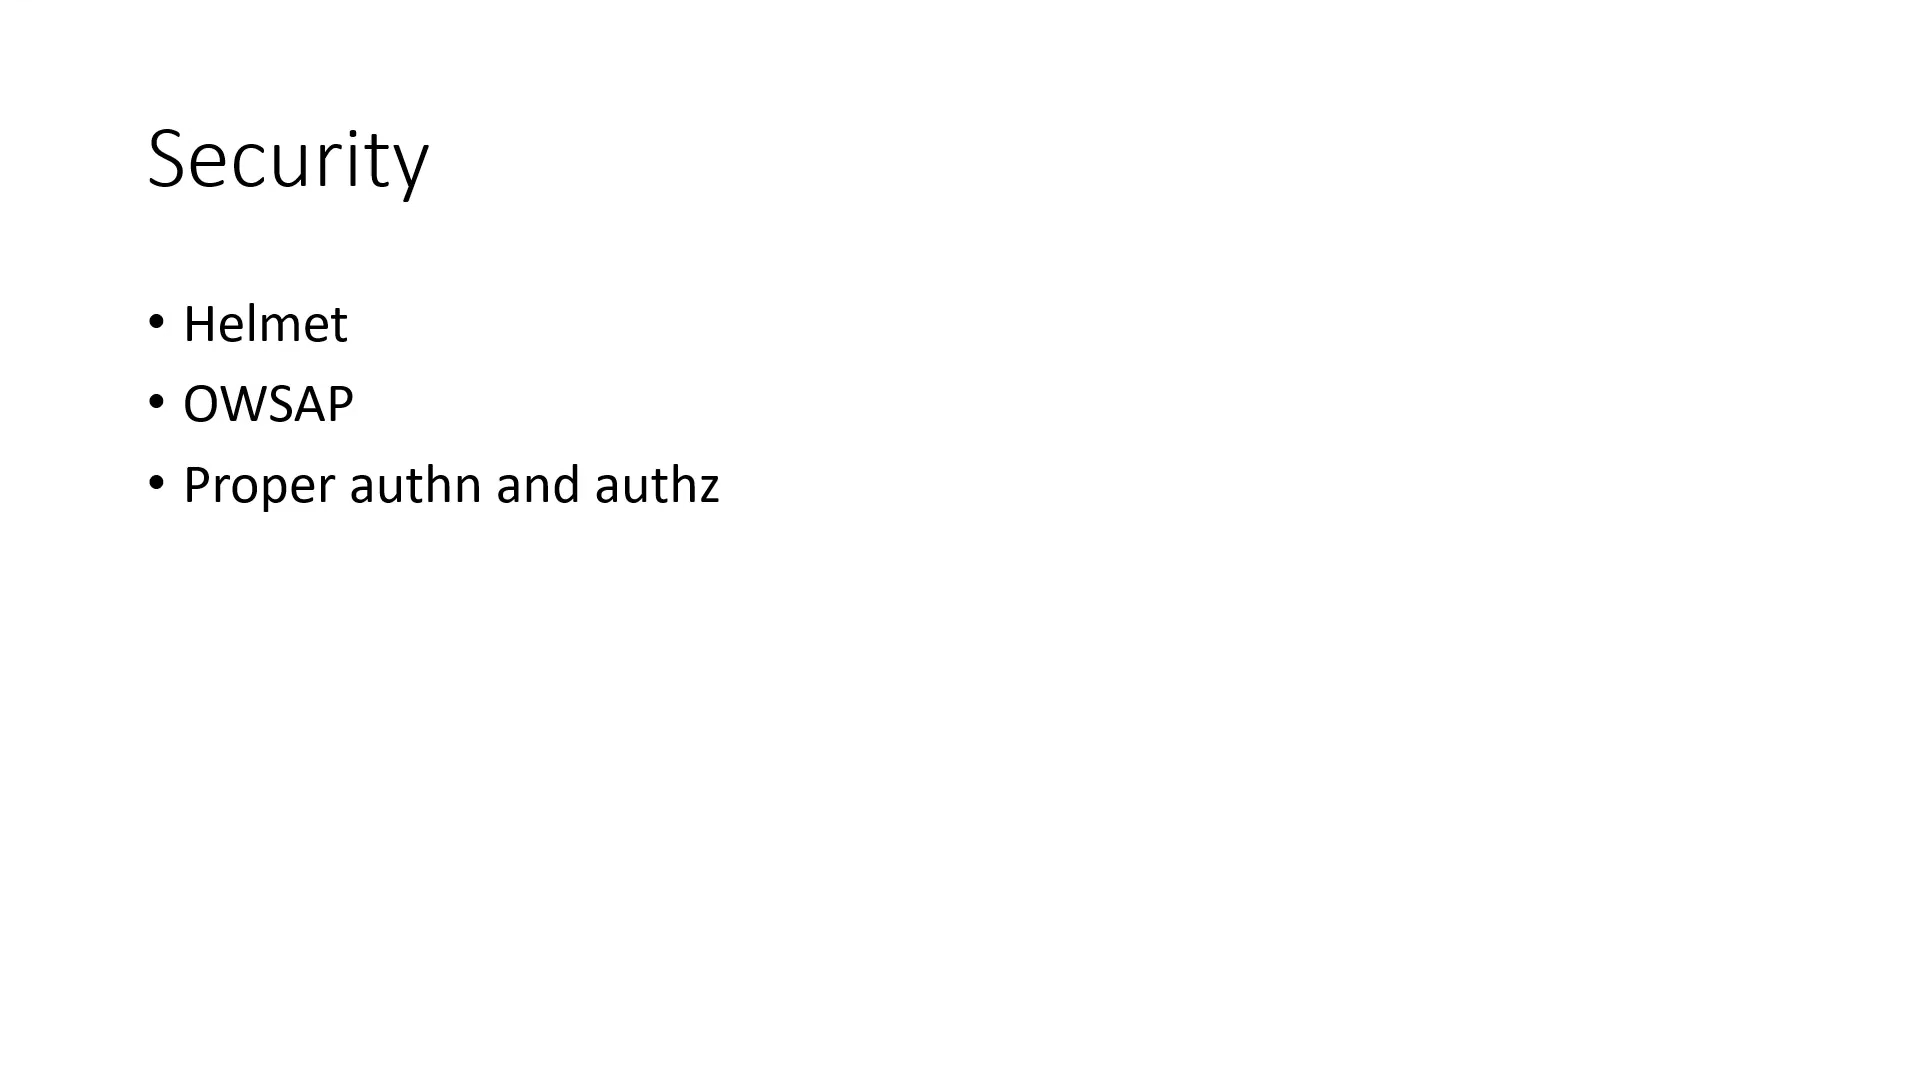 Security
• Helmet
• OWSAP
• Proper authn and authz